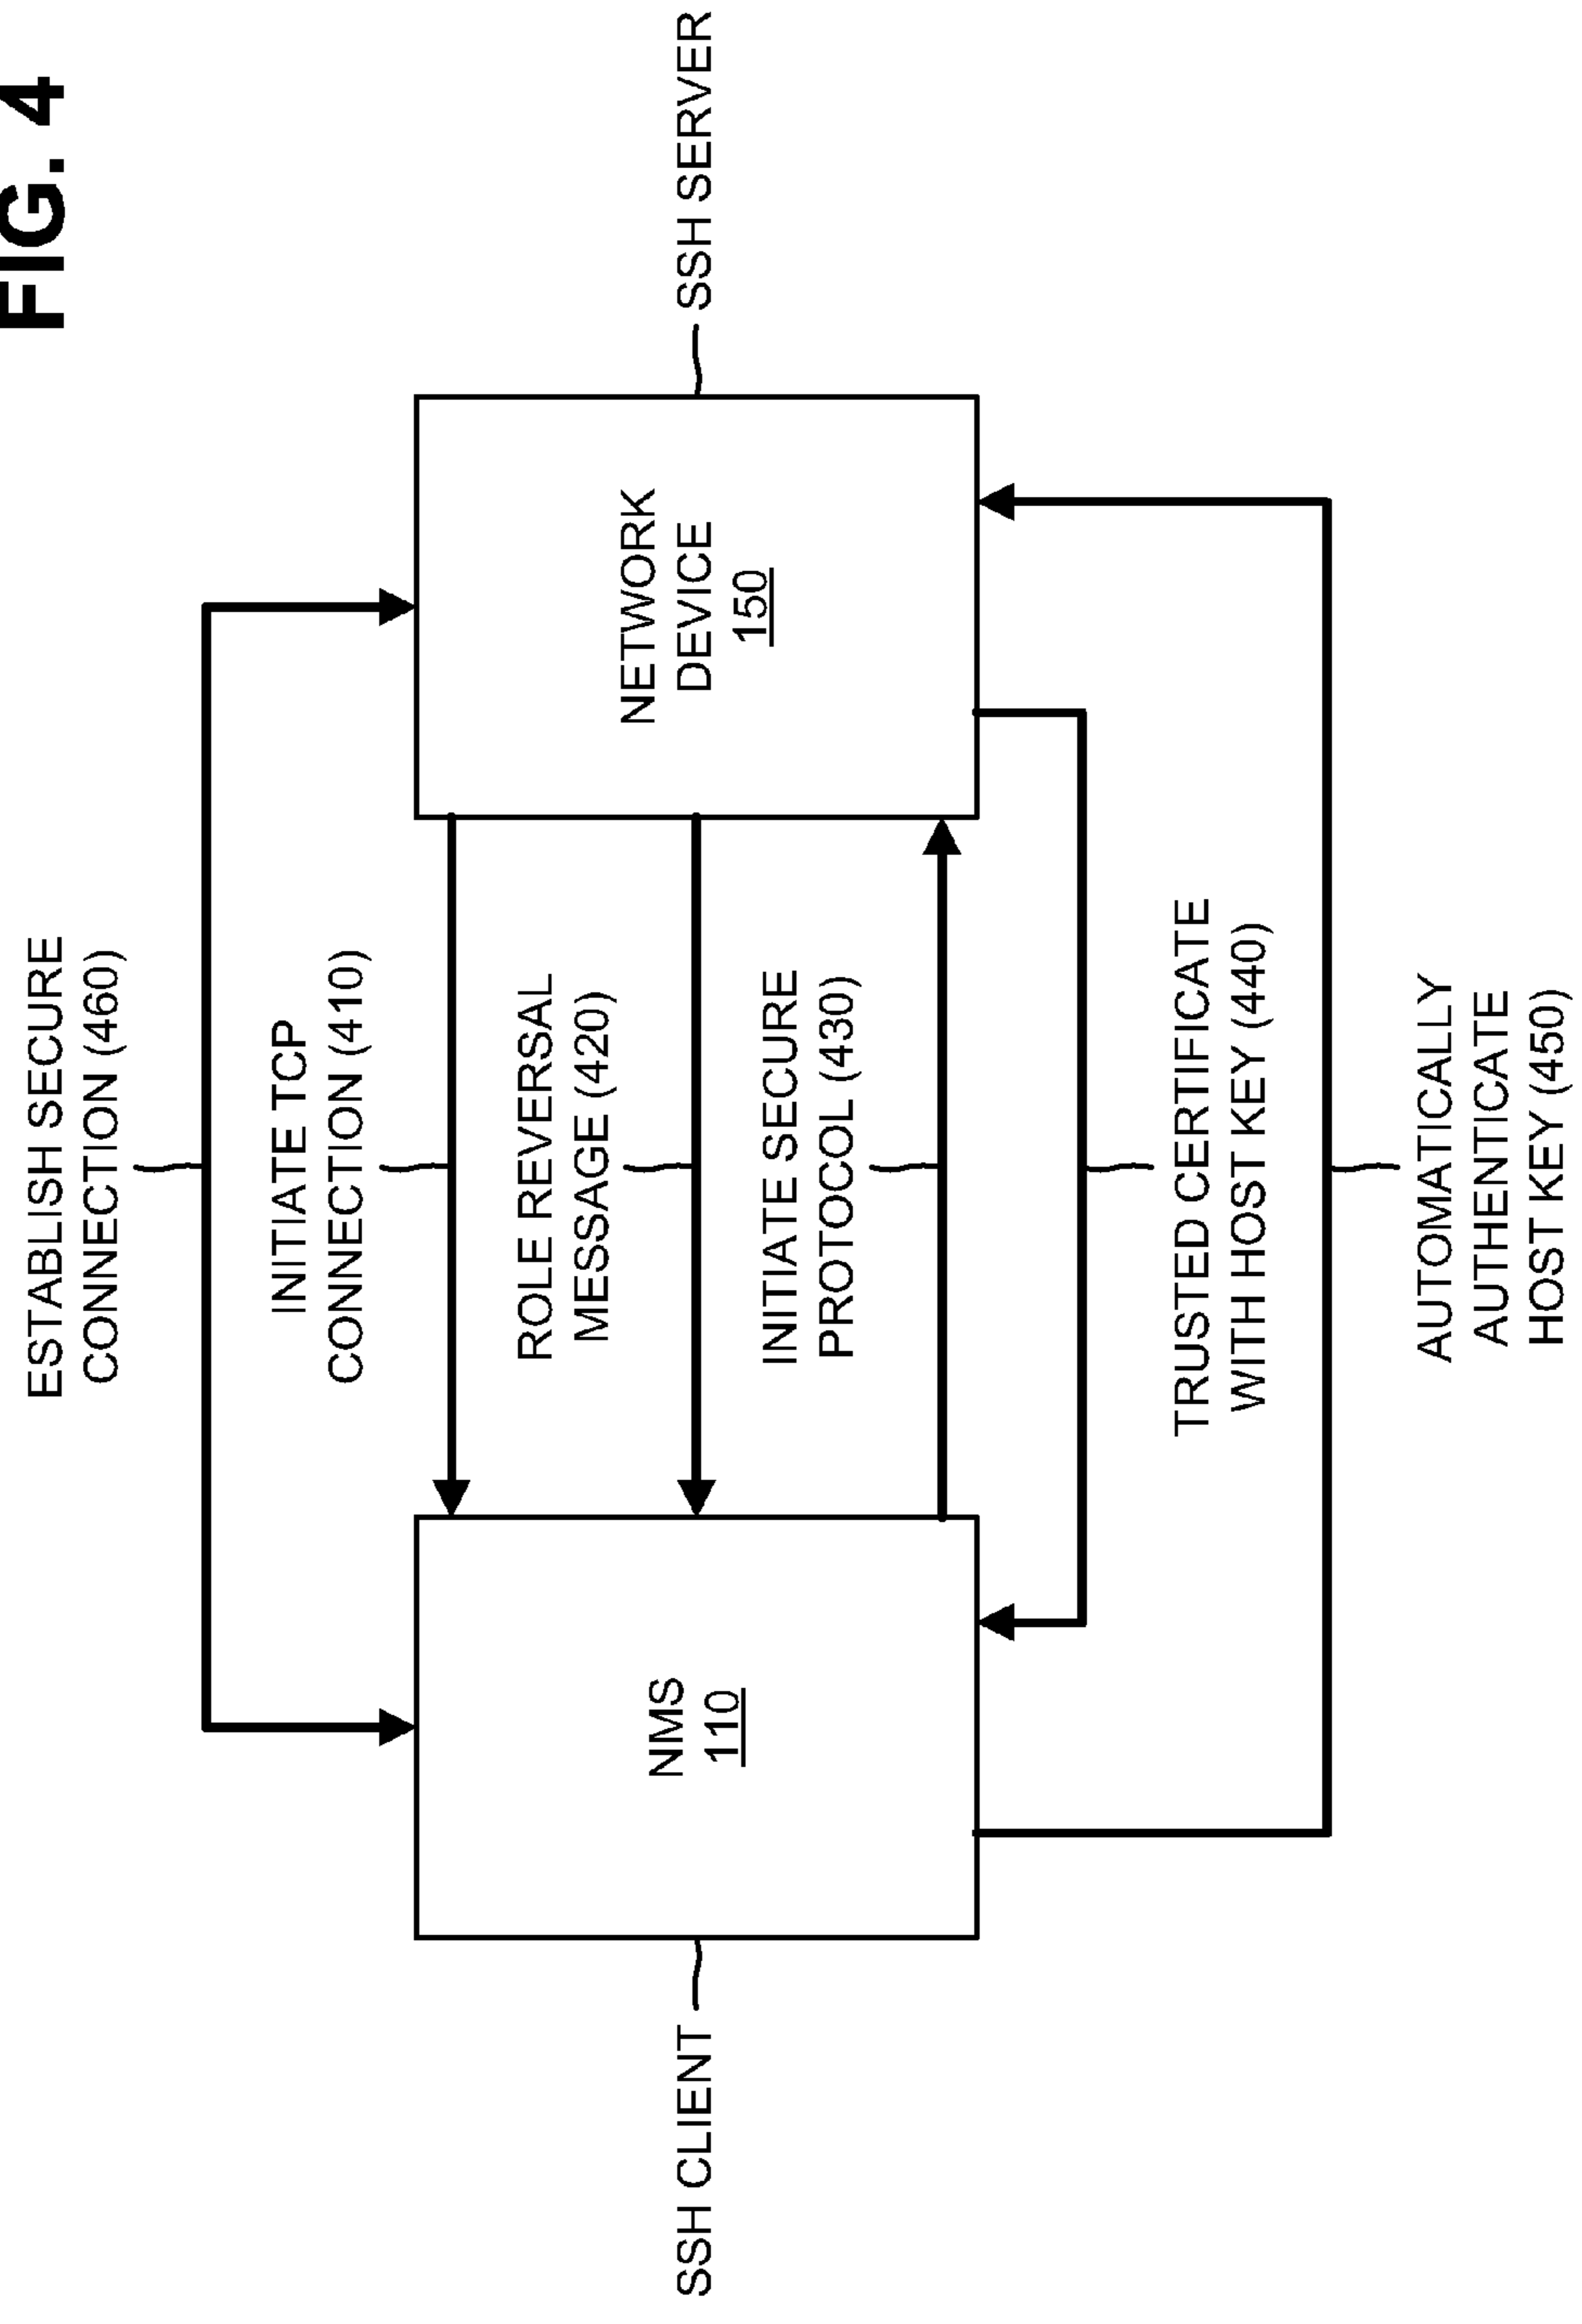 FIG. 4
ESTABLISH SECURE
CONNECTION (460)
INITIATE TCP
CONNECTION (410)
ROLE REVERSAL
MESSAGE (420)
INITIATE SECURE
PROTOCOL (430)
SSH CLIENT
NMS
110
NETWORK
DEVICE
150
SSH SERVER
TRUSTED CERTIFICATE
WITH HOST KEY (440)
AUTOMATICALLY
AUTHENTICATE
HOST KEY (450)